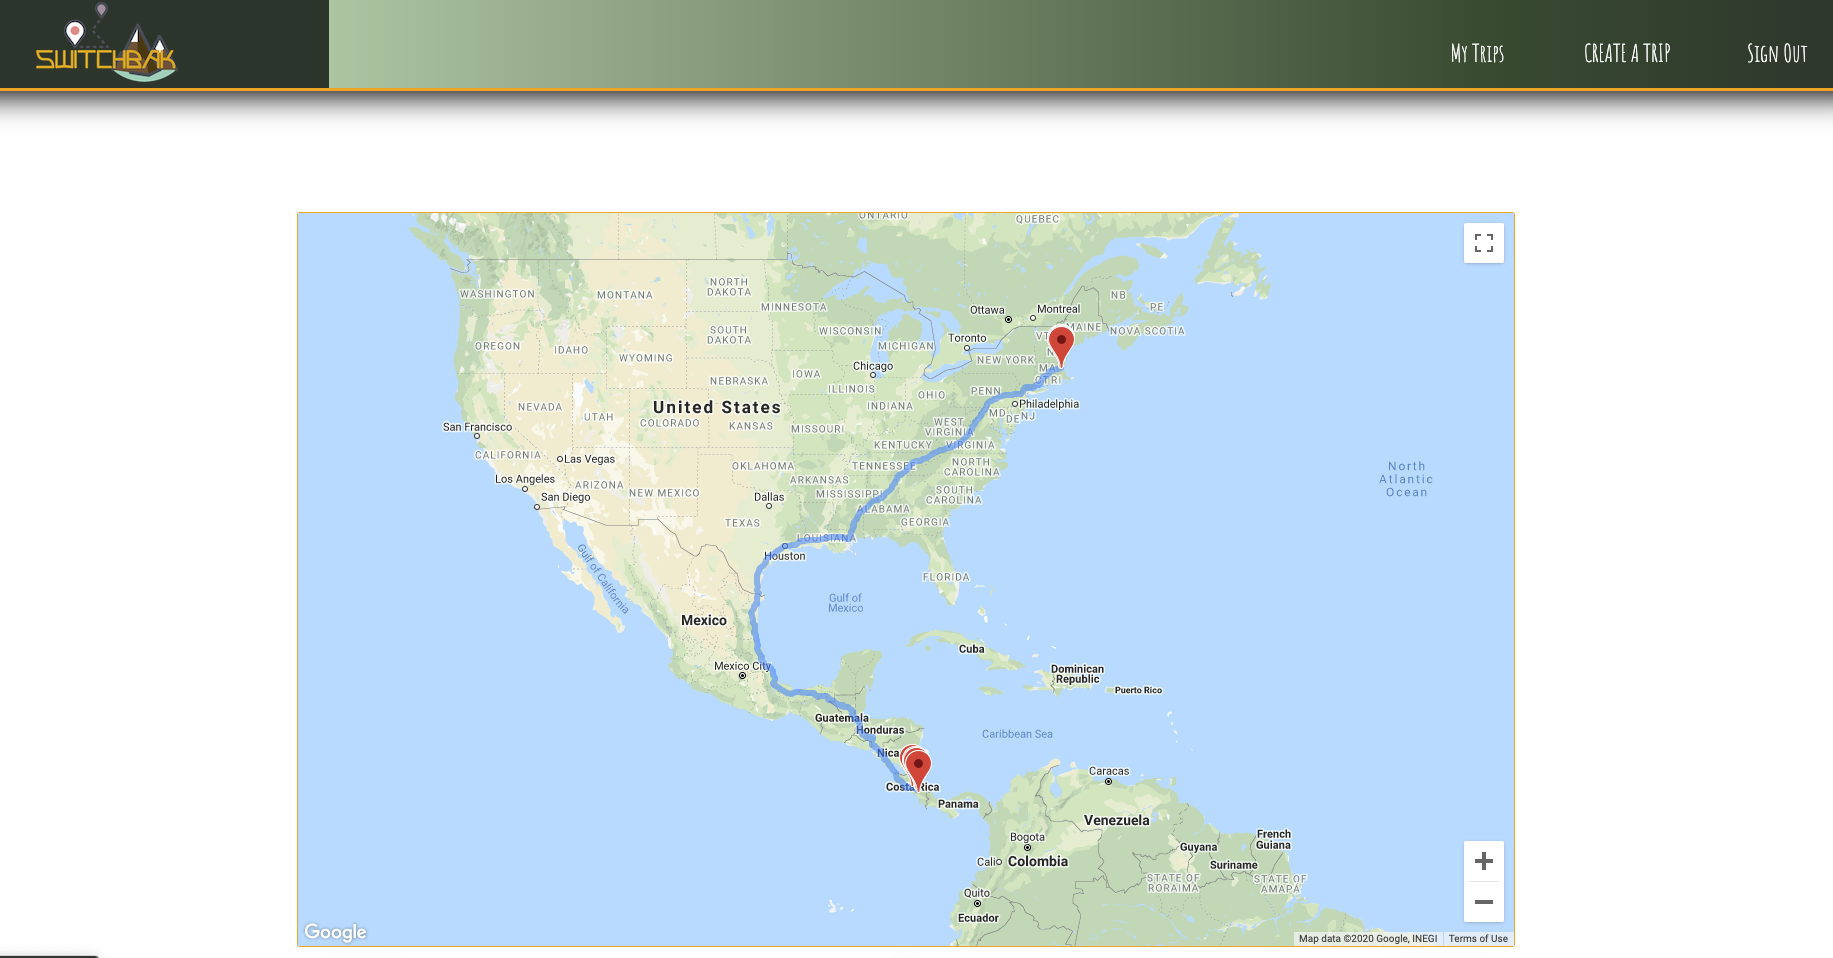 SWITCHBAK
My Trips
CREATE A TRIP
Sign Out
ONTARIO
QUEBEC
WASHINGTON
MONTANA
NORTH
DAKOTA
MINNESOTA
Ottawa
Montreal
NB
PE
NOVA SCOTIA
MAINE
VT
OREGON
IDAHO
WYOMING
SOUTH
DAKOTA
WISCONSIN
MICHIGAN
Toronto
NEW YORK
MA
CT RI
Chicago
IOWA
NEBRASKA
ILLINOIS
INDIANA
OHIO
PENN
Philadelphia
MD
DE
NJ
NEVADA
UTAH
United States
COLORADO
KANSAS
MISSOURI
WEST
VIRGINIA
KENTUCKY
VIRGINIA
San Francisco
CALIFORNIA
Las Vegas
OKLAHOMA
TENNESSEE
NORTH
CAROLINA
North
Atlantic
Ocean
Los Angeles
ARIZONA
NEW MEXICO
ARKANSAS
MISSISSIPPI
SOUTH
CAROLINA
San Diego
Dallas
ALABAMA
GEORGIA
TEXAS
LOUISIANA
Houston
Gulf of California
FLORIDA
Gulf of
Mexico
Mexico
Mexico City
Cuba
Dominican
Republic
Puerto Rico
Guatemala
Honduras
Caribbean Sea
Nica
Costa Rica
Panama
Caracas
Venezuela
Bogota
Cali
Colombia
Guyana
French
Guiana
Suriname
STATE OF
RORAIMA
STATE OF
AMAPÁ
Quito
Ecuador
Google
Map data ©2020 Google, INEGI
Terms of Use